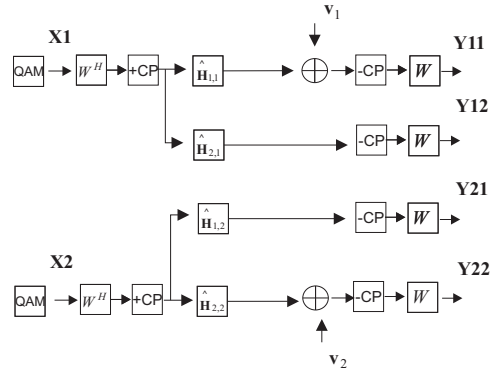 v₁
X1
Y11
QAM W^H +CP Ĥ₁,₁ -CP W
Y12
Ĥ₂,₁ -CP W
Y21
Ĥ₁,₂ -CP W
X2
Y22
QAM W^H +CP Ĥ₂,₂ -CP W
v₂